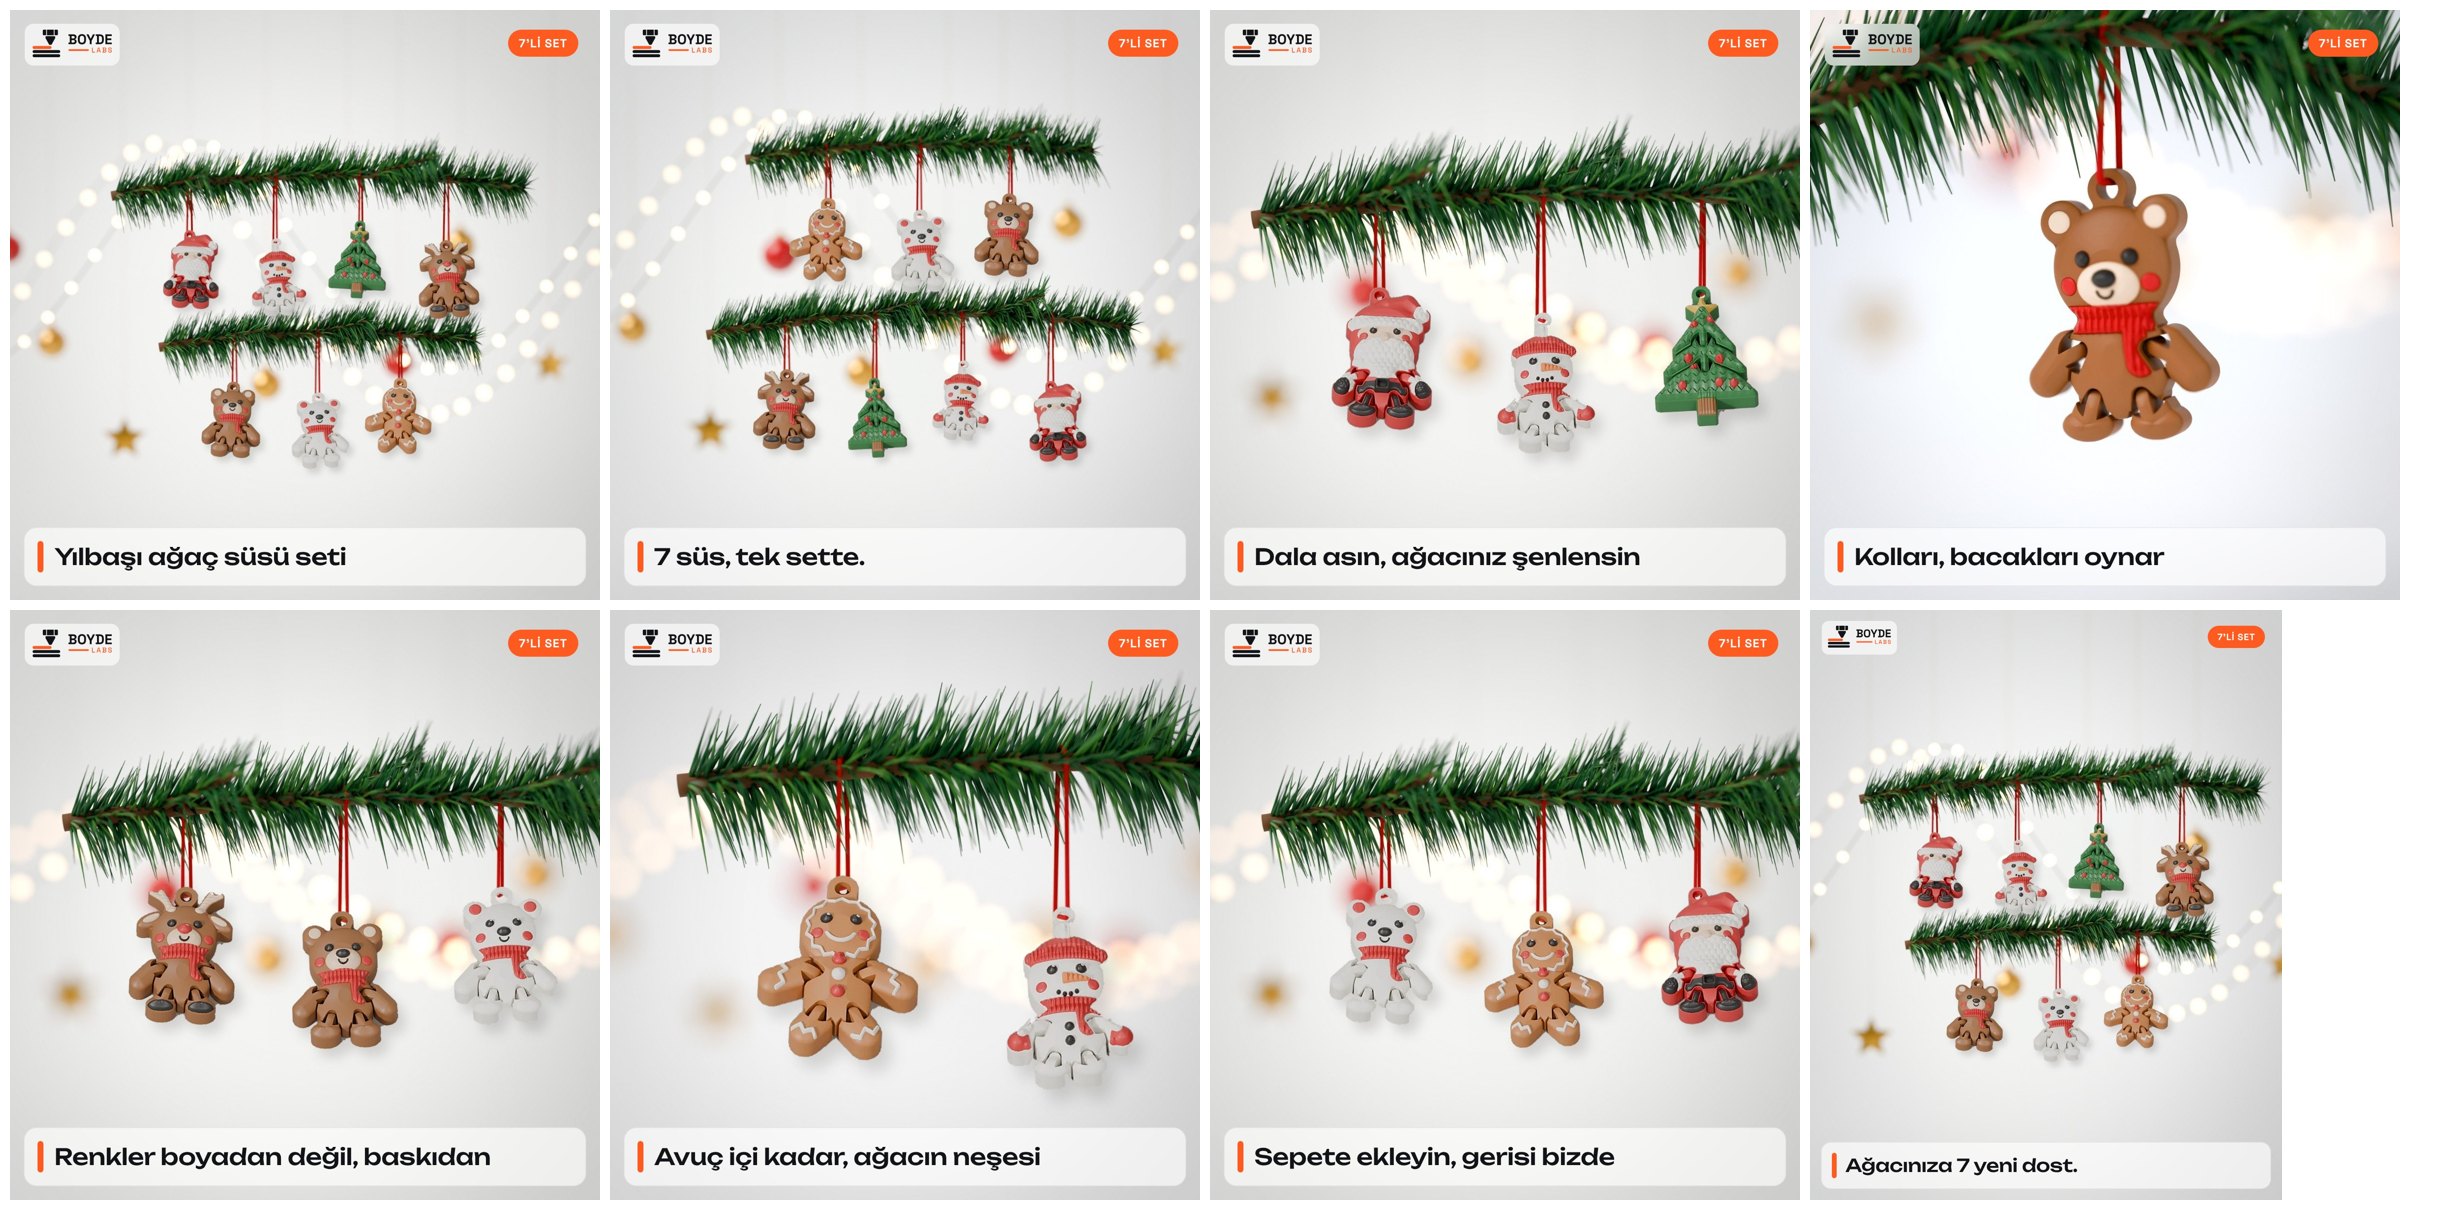 BOYDE
LABS
7'Lİ SET
Yılbaşı ağaç süsü seti
BOYDE
LABS
7'Lİ SET
7 süs, tek sette.
BOYDE
LABS
7'Lİ SET
Dala asın, ağacınız şenlensin
BOYDE
LABS
7'Lİ SET
Kolları, bacakları oynar
BOYDE
LABS
7'Lİ SET
Renkler boyadan değil, baskıdan
BOYDE
LABS
7'Lİ SET
Avuç içi kadar, ağacın neşesi
BOYDE
LABS
7'Lİ SET
Sepete ekleyin, gerisi bizde
BOYDE
LABS
7'Lİ SET
Ağacınıza 7 yeni dost.